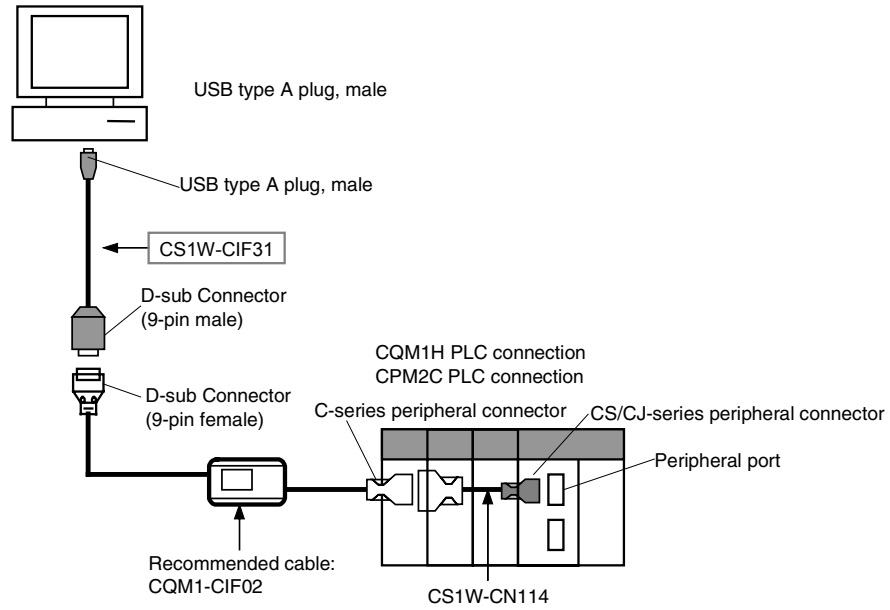 USB type A plug, male
USB type A plug, male
CS1W-CIF31
D-sub Connector
(9-pin male)
D-sub Connector
(9-pin female)
CQM1H PLC connection
CPM2C PLC connection
C-series peripheral connector
CS/CJ-series peripheral connector
Peripheral port
Recommended cable:
CQM1-CIF02
CS1W-CN114